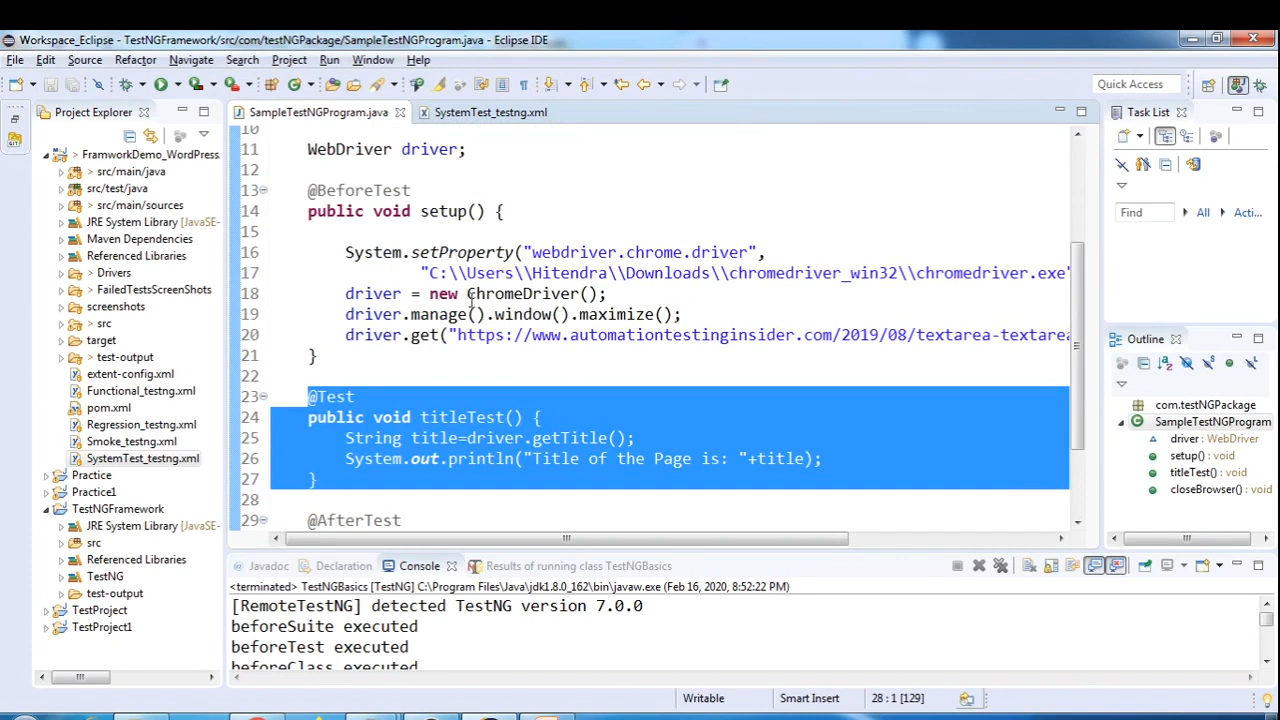 Workspace_Eclipse - TestNGFramework/src/com/testNGPackage/SampleTestNGProgram.java - Eclipse IDE
File Edit Source Refactor Navigate Search Project Run Window Help
Quick Access
Project Explorer
> FramworkDemo_WordPress
> src/main/java
src/test/java
> src/main/sources
JRE System Library [JavaSE-
Maven Dependencies
Referenced Libraries
> Drivers
> FailedTestsScreenShots
screenshots
> src
target
> test-output
extent-config.xml
Functional_testng.xml
pom.xml
Regression_testng.xml
Smoke_testng.xml
SystemTest_testng.xml
Practice
Practice1
TestNGFramework
JRE System Library [JavaSE-
src
Referenced Libraries
TestNG
test-output
TestProject
TestProject1
SampleTestNGProgram.java SystemTest_testng.xml
10
11 WebDriver driver;
12
13 @BeforeTest
14 public void setup() {
15
16 System.setProperty("webdriver.chrome.driver",
17 "C:\\Users\\Hitendra\\Downloads\\chromedriver_win32\\chromedriver.exe"
18 driver = new ChromeDriver();
19 driver.manage().window().maximize();
20 driver.get("https://www.automationtestinginsider.com/2019/08/textarea-textarea
21 }
22
23 @Test
24 public void titleTest() {
25 String title=driver.getTitle();
26 System.out.println("Title of the Page is: "+title);
27 }
28
29 @AfterTest
Task List
Find All Acti...
Outline
com.testNGPackage
SampleTestNGProgram
driver : WebDriver
setup() : void
titleTest() : void
closeBrowser() : void
Javadoc Declaration Console Results of running class TestNGBasics
<terminated> TestNGBasics [TestNG] C:\Program Files\Java\jdk1.8.0_162\bin\javaw.exe (Feb 16, 2020, 8:52:22 PM)
[RemoteTestNG] detected TestNG version 7.0.0
beforeSuite executed
beforeTest executed
beforeClass executed
Writable Smart Insert 28 : 1 [129]